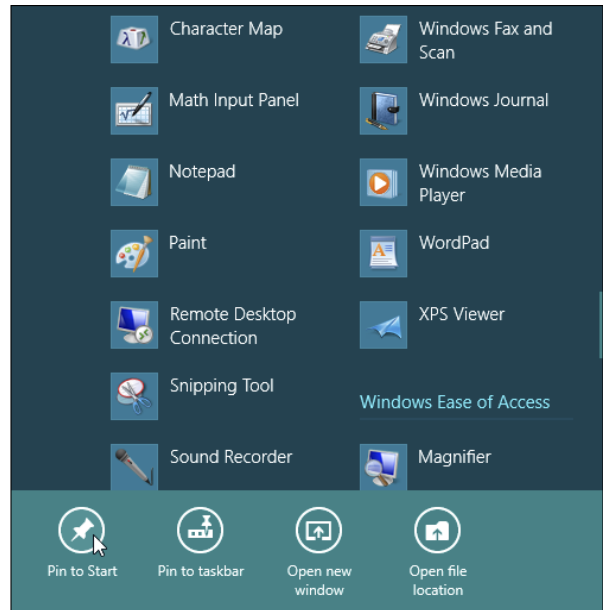 Character Map
Math Input Panel
Notepad
Paint
Remote Desktop
Connection
Snipping Tool
Sound Recorder
Windows Fax and
Scan
Windows Journal
Windows Media
Player
WordPad
XPS Viewer
Windows Ease of Access
Magnifier
Pin to Start
Pin to taskbar
Open new
window
Open file
location